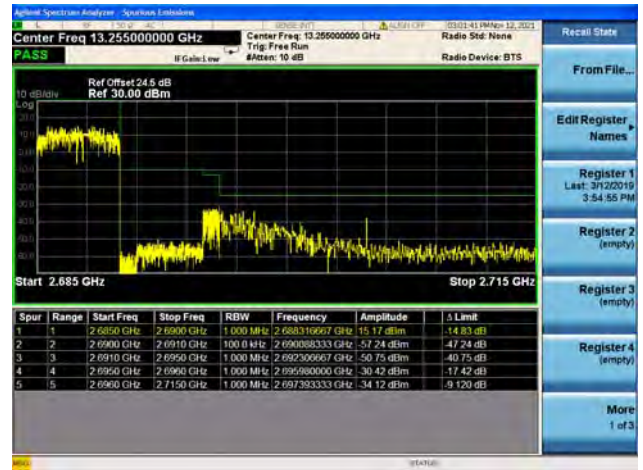 Agilent Spectrum Analyzer - Spurious Emissions
SENSE:INT ALIGN OFF 03:01:41 PM Nov 12, 2021
Center Freq 13.255000000 GHz
Center Freq: 13.255000000 GHz
Radio Std: None
Trig: Free Run
PASS
IFGain:Low
#Atten: 10 dB
Radio Device: BTS
Ref Offset 24.5 dB
10 dB/div
Ref 30.00 dBm
Log
Start 2.685 GHz
Stop 2.715 GHz
Spur Range Start Freq Stop Freq RBW Frequency Amplitude Δ Limit
1 1 2.6850 GHz 2.6900 GHz 1.000 MHz 2.688316667 GHz 15.17 dBm -14.83 dB
2 2 2.6900 GHz 2.6910 GHz 100.0 kHz 2.690088333 GHz -57.24 dBm -47.24 dB
3 3 2.6910 GHz 2.6950 GHz 1.000 MHz 2.692306667 GHz -50.75 dBm -40.75 dB
4 4 2.6950 GHz 2.6960 GHz 1.000 MHz 2.695980000 GHz -30.42 dBm -17.42 dB
5 5 2.6960 GHz 2.7150 GHz 1.000 MHz 2.697393333 GHz -34.12 dBm -9.120 dB
MSG
STATUS
Recall State
From File...
Edit Register
Names
Register 1
Last: 3/12/2019
3:54:55 PM
Register 2
(empty)
Register 3
(empty)
Register 4
(empty)
More
1 of 3